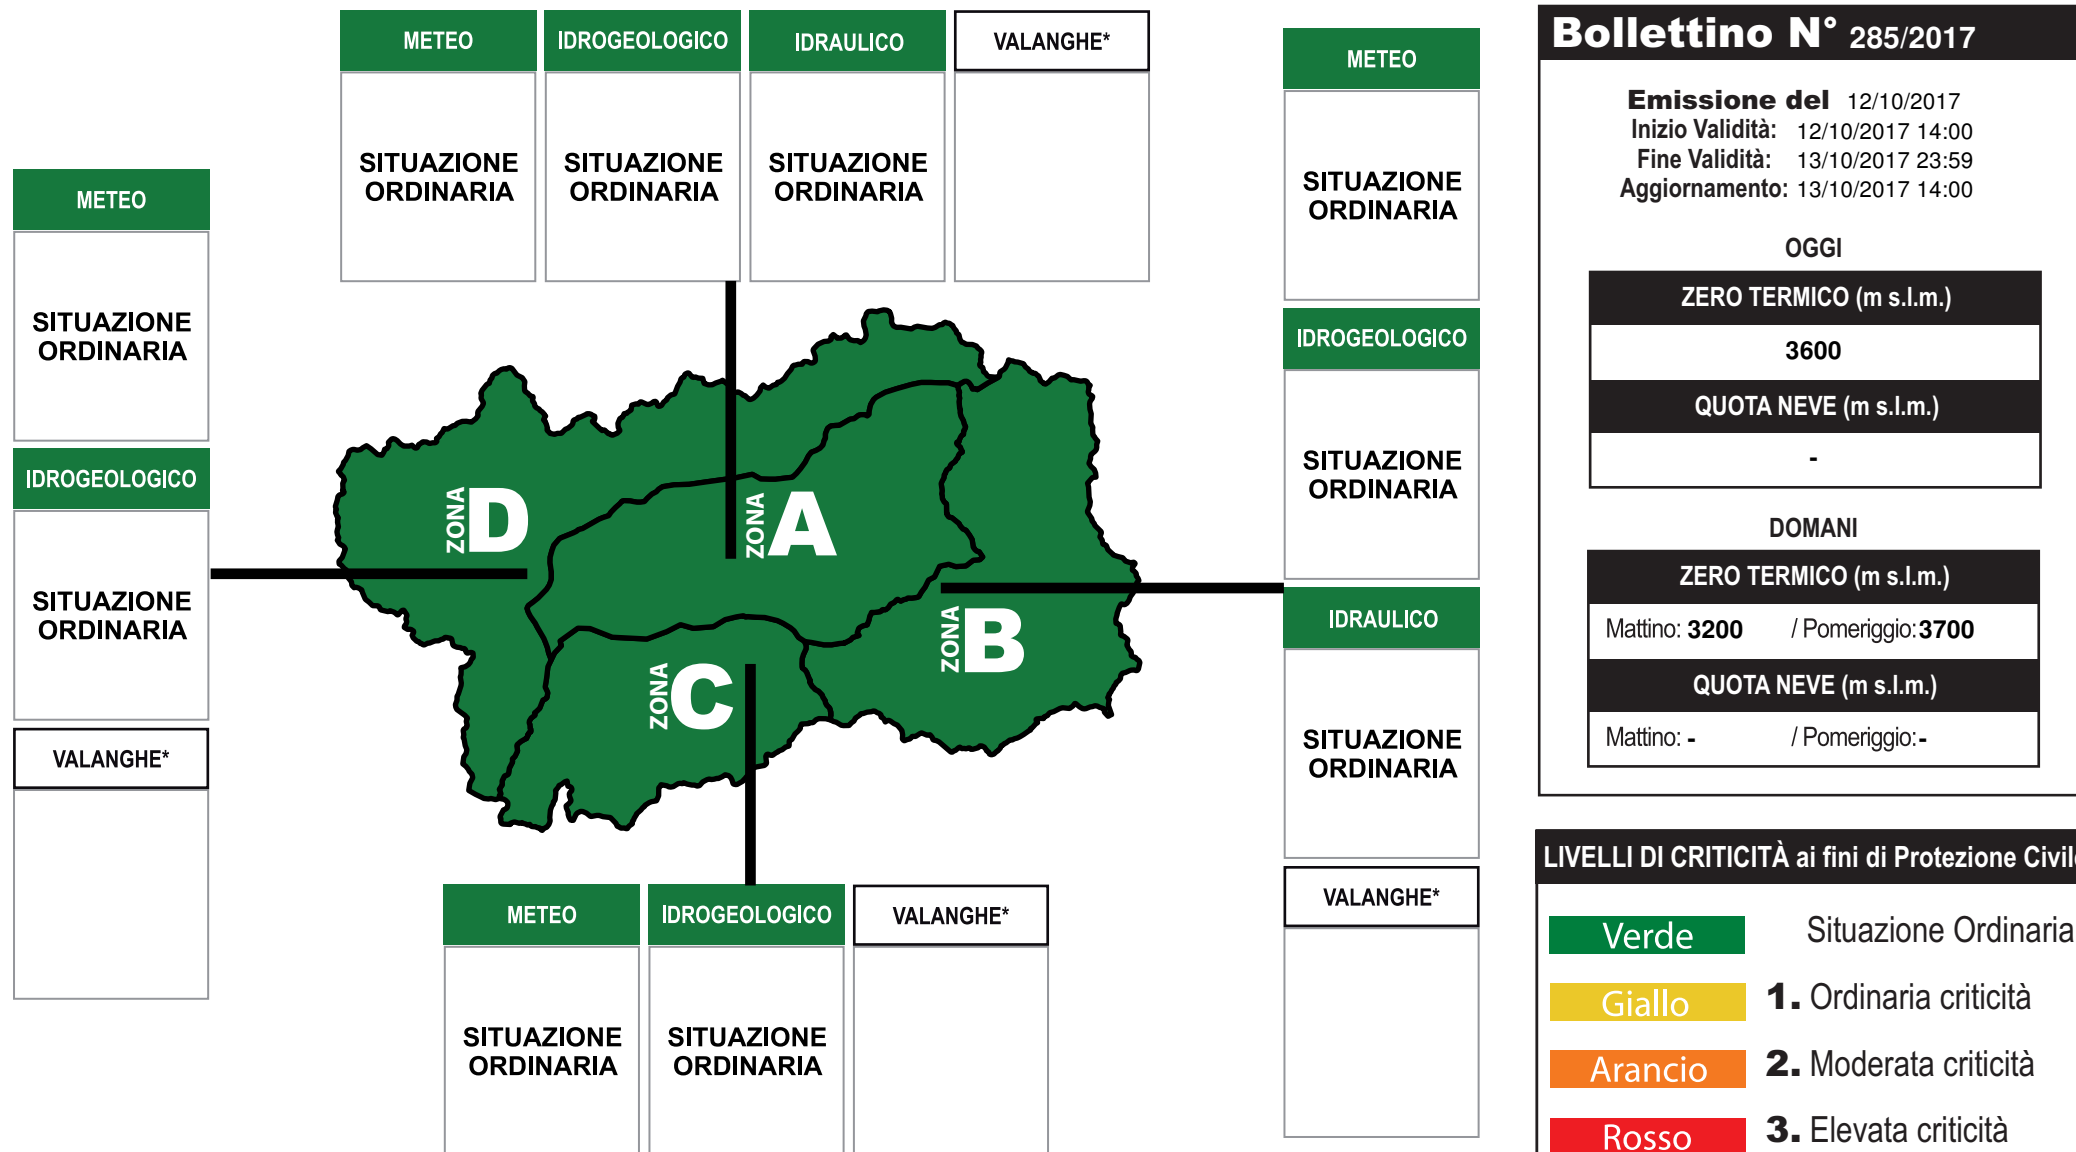 METEO
IDROGEOLOGICO
IDRAULICO
VALANGHE*
SITUAZIONE
ORDINARIA
SITUAZIONE
ORDINARIA
SITUAZIONE
ORDINARIA
METEO
SITUAZIONE
ORDINARIA
IDROGEOLOGICO
SITUAZIONE
ORDINARIA
VALANGHE*
ZONA D
ZONA A
ZONA B
ZONA C
METEO
SITUAZIONE
ORDINARIA
IDROGEOLOGICO
SITUAZIONE
ORDINARIA
IDRAULICO
SITUAZIONE
ORDINARIA
VALANGHE*
METEO
IDROGEOLOGICO
VALANGHE*
SITUAZIONE
ORDINARIA
SITUAZIONE
ORDINARIA
Bollettino N° 285/2017
Emissione del 12/10/2017
Inizio Validità: 12/10/2017 14:00
Fine Validità: 13/10/2017 23:59
Aggiornamento: 13/10/2017 14:00
OGGI
ZERO TERMICO (m s.l.m.)
3600
QUOTA NEVE (m s.l.m.)
-
DOMANI
ZERO TERMICO (m s.l.m.)
Mattino: 3200 / Pomeriggio: 3700
QUOTA NEVE (m s.l.m.)
Mattino: - / Pomeriggio: -
LIVELLI DI CRITICITÀ ai fini di Protezione Civile
Verde Situazione Ordinaria
Giallo 1. Ordinaria criticità
Arancio 2. Moderata criticità
Rosso 3. Elevata criticità